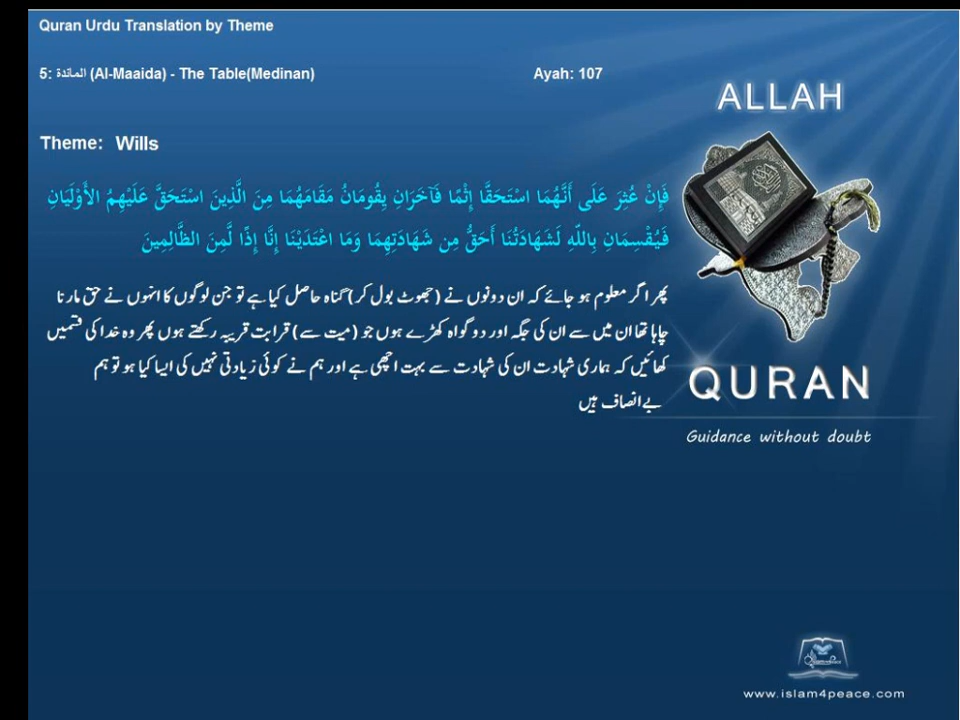 Quran Urdu Translation by Theme
5: المائدة (Al-Maaida) - The Table(Medinan) Ayah: 107
ALLAH
Theme: Wills
فَإِنْ عُثِرَ عَلَى أَنَّهُمَا اسْتَحَقَّا إِثْمًا فَآخَرَانِ يِقُومَانُ مَقَامَهُمَا مِنَ الَّذِينَ اسْتَحَقَّ عَلَيْهِمُ الأَوْلَيَانِ
فَيُقْسِمَانِ بِاللّهِ لَشَهَادَتُنَا أَحَقُّ مِن شَهَادَتِهِمَا وَمَا اعْتَدَيْنَا إِنَّا إِذًا لَّمِنَ الظَّالِمِينَ
پھر اگر معلوم ہو جائے کہ ان دونوں نے (جھوٹ بول کر) گناہ حاصل کیا ہے تو جن لوگوں کا انہوں نے حق مارنا
چاہا تھا ان میں سے ان کی جگہ اور دو گواہ کھڑے ہوں جو (میت سے) قرابت قریبہ رکھتے ہوں پھر وہ خدا کی قسمیں
کھائیں کہ ہماری شہادت ان کی شہادت سے بہت اچھی ہے اور ہم نے کوئی زیادتی نہیں کی ایسا کیا ہو تو ہم
بےانصاف ہیں
QURAN
Guidance without doubt
www.islam4peace.com